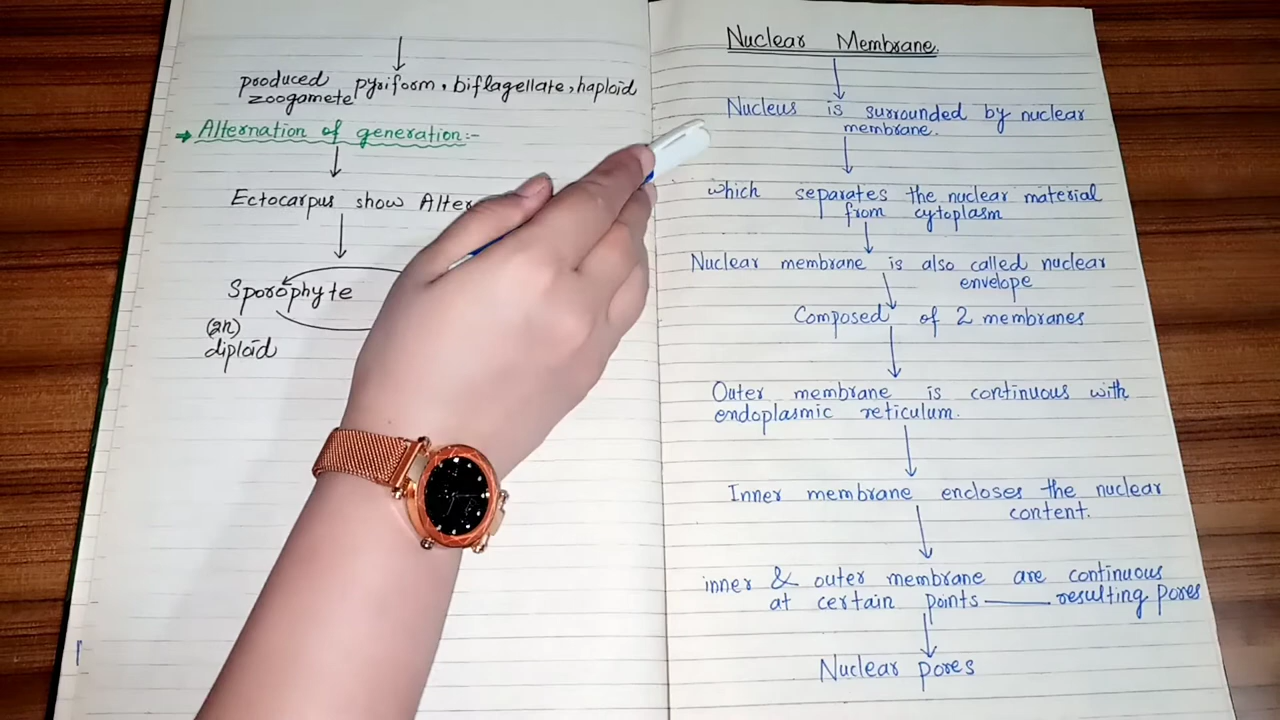 produced pyriform, biflagellate, haploid
zoogamete
Alternation of generation:-
Ectocarpus show
Sporophyte
(2n)
diploid
Nuclear Membrane.
Nucleus is surrounded by nuclear
membrane.
which separates the nuclear material
from cytoplasm
Nuclear membrane is also called nuclear
envelope
Composed of 2 membranes
Outer membrane is continuous with
endoplasmic reticulum.
Inner membrane encloses the nuclear
content.
inner & outer membrane are continuous
at certain points — resulting pores
Nuclear pores